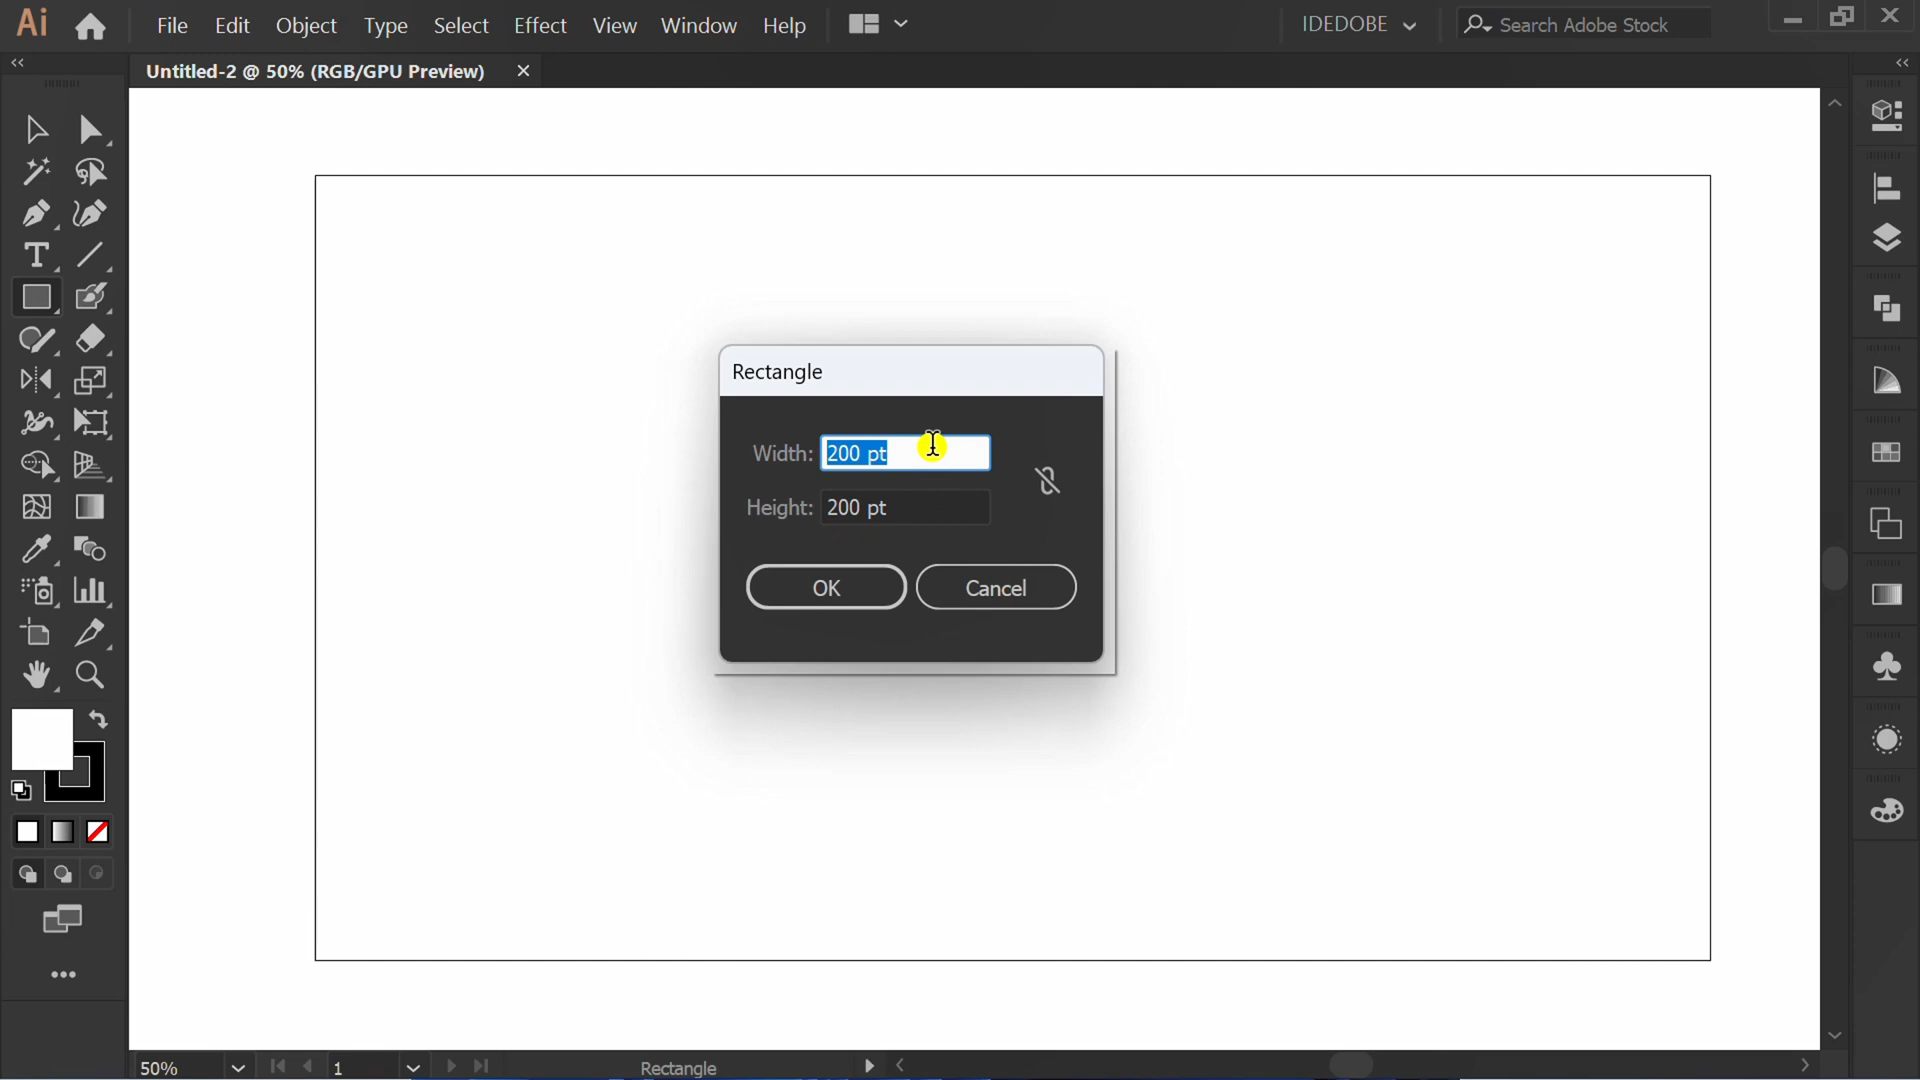 Ai File Edit Object Type Select Effect View Window Help IDEDOBE Search Adobe Stock
Untitled-2 @ 50% (RGB/GPU Preview)
Rectangle
Width: 200 pt
Height: 200 pt
OK Cancel
50% 1 Rectangle